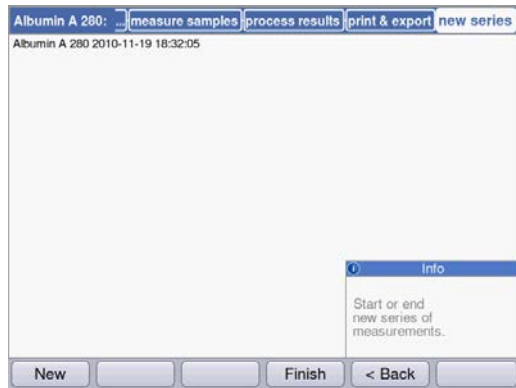 Albumin A 280: ... measure samples process results print & export new series
Albumin A 280 2010-11-19 18:32:05
Info
Start or end
new series of
measurements.
New Finish < Back